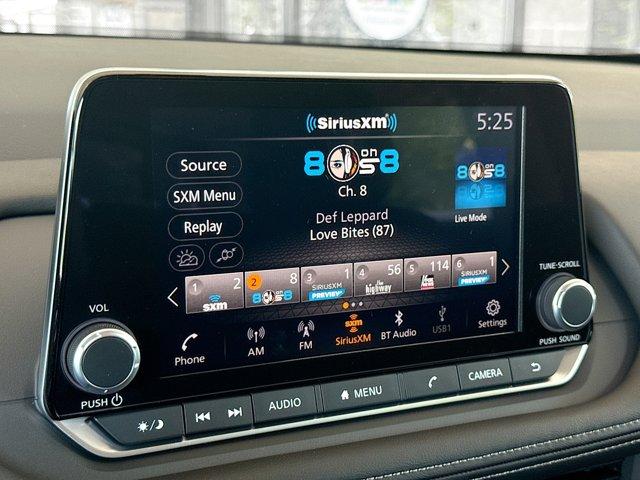 SiriusXM
5:25
Source
SXM Menu
Replay
8 on 8
80s
Ch. 8
Def Leppard
Love Bites (87)
Live Mode
1 2
sxm
2 8
3 1
SIRIUSXM
PREVIEW
4 56
the highway
5 114
6 1
SIRIUSXM
PREVIEW
Phone
AM
FM
sxm
SiriusXM
BT Audio
USB1
Settings
VOL
PUSH
TUNE-SCROLL
PUSH SOUND
AUDIO
MENU
CAMERA